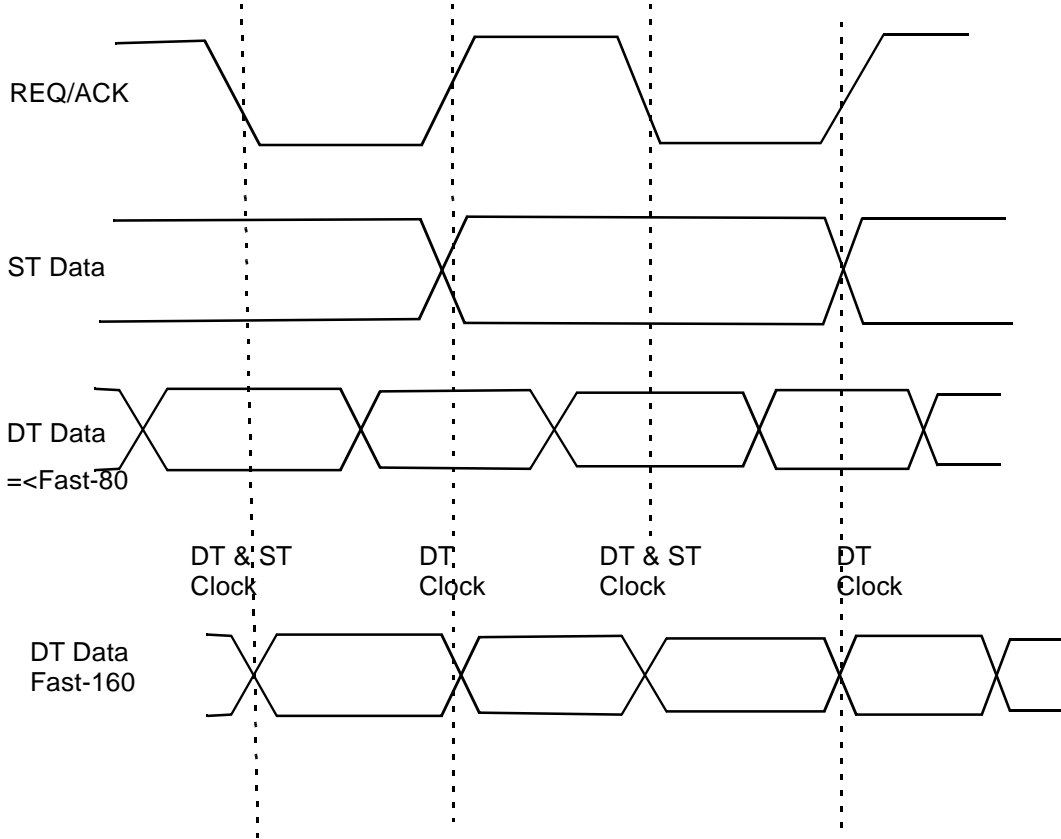 REQ/ACK
ST Data
DT Data
=<Fast-80
DT & ST
Clock
DT
Clock
DT & ST
Clock
DT
Clock
DT Data
Fast-160